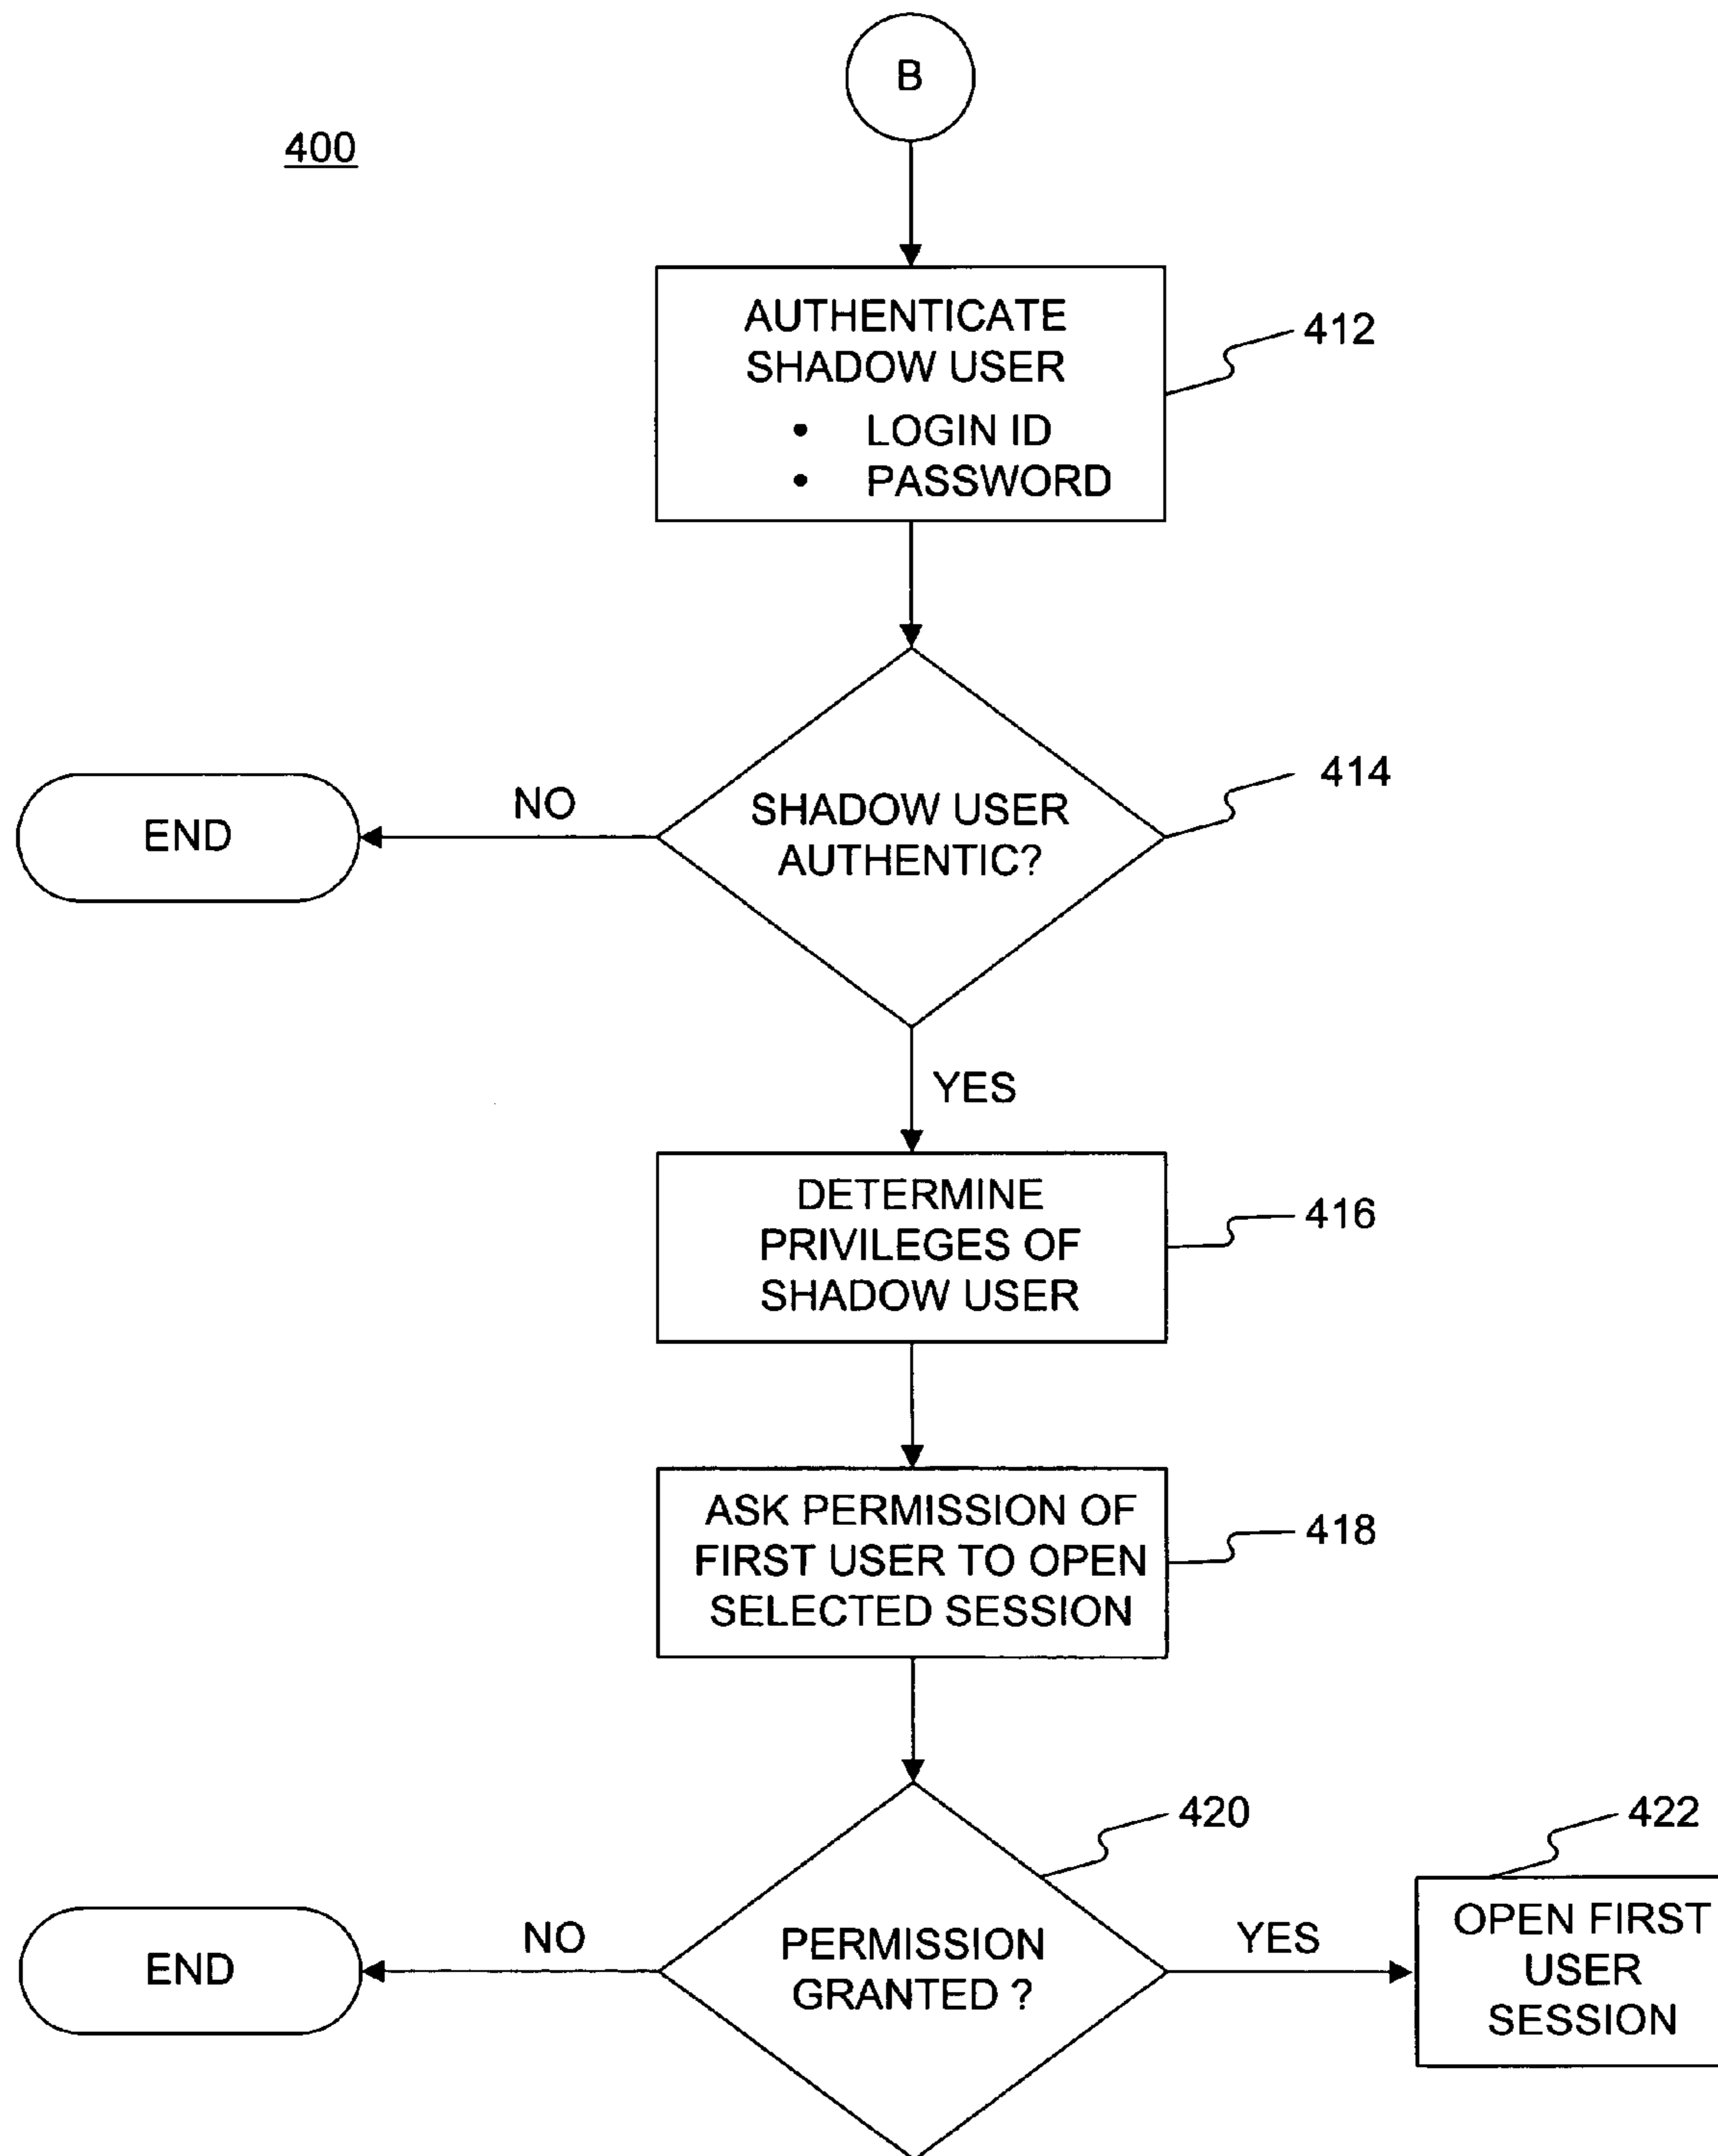 B
400
AUTHENTICATE
SHADOW USER
• LOGIN ID
• PASSWORD
412
SHADOW USER
AUTHENTIC?
414
NO
END
YES
DETERMINE
PRIVILEGES OF
SHADOW USER
416
ASK PERMISSION OF
FIRST USER TO OPEN
SELECTED SESSION
418
420
422
PERMISSION
GRANTED ?
NO
END
YES
OPEN FIRST
USER
SESSION